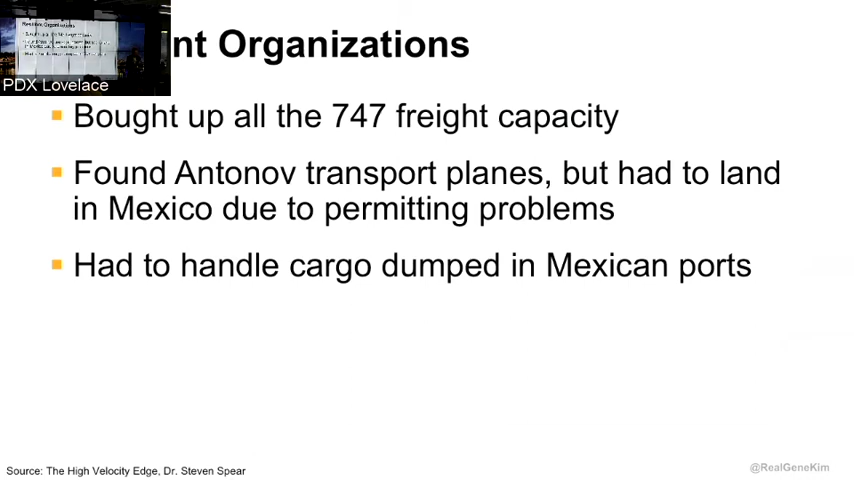 nt Organizations
PDX Lovelace
Bought up all the 747 freight capacity
Found Antonov transport planes, but had to land
in Mexico due to permitting problems
Had to handle cargo dumped in Mexican ports
Source: The High Velocity Edge, Dr. Steven Spear
@RealGeneKim